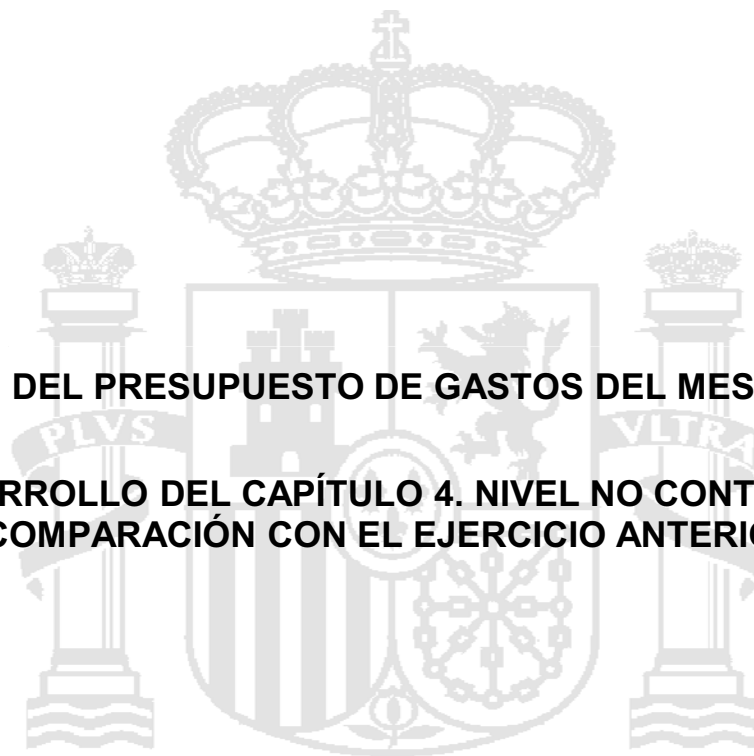 DEL PRESUPUESTO DE GASTOS DEL MES
PLVS VLTRA
RROLLO DEL CAPÍTULO 4. NIVEL NO CONT
COMPARACIÓN CON EL EJERCICIO ANTERI